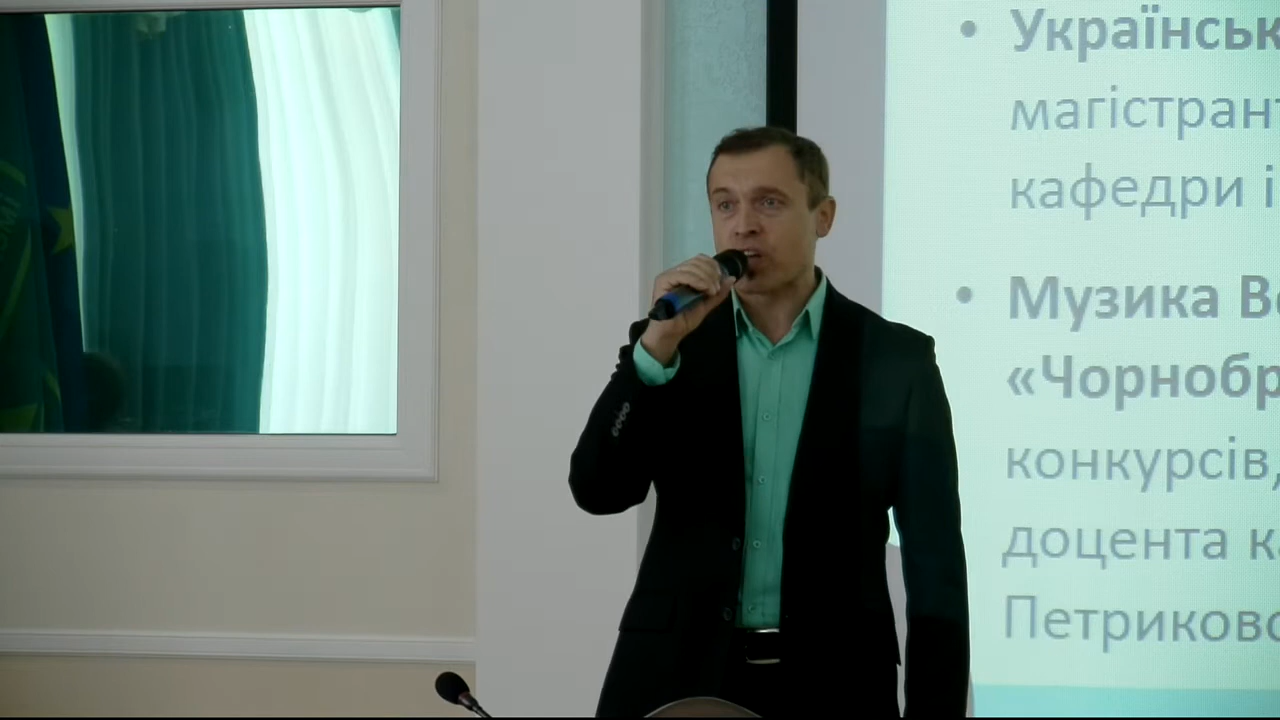 • Українськ
магістрант
кафедри і
• Музика В
«Чорнобр
конкурсів,
доцента к
Петриково